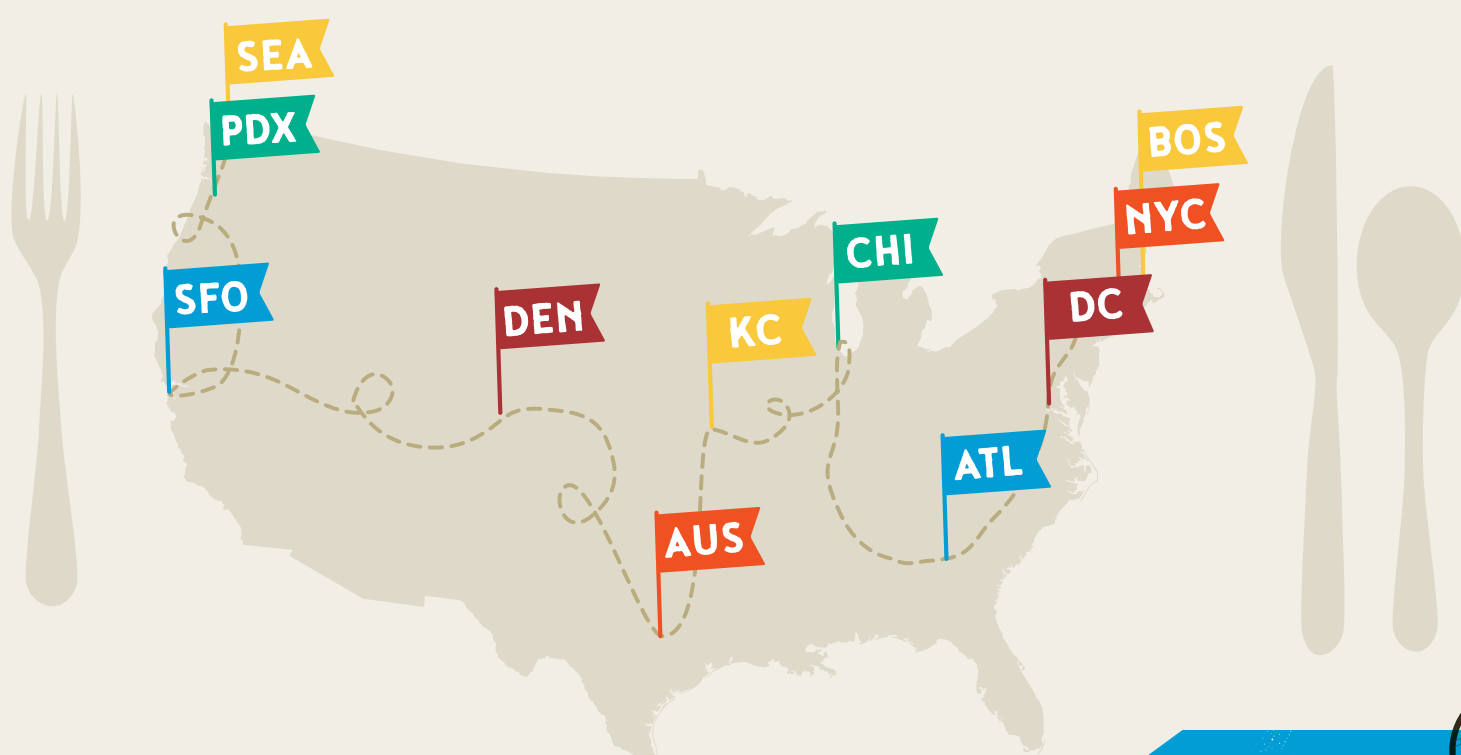 SEA
PDX
BOS
NYC
CHI
SFO
DEN
KC
DC
ATL
AUS